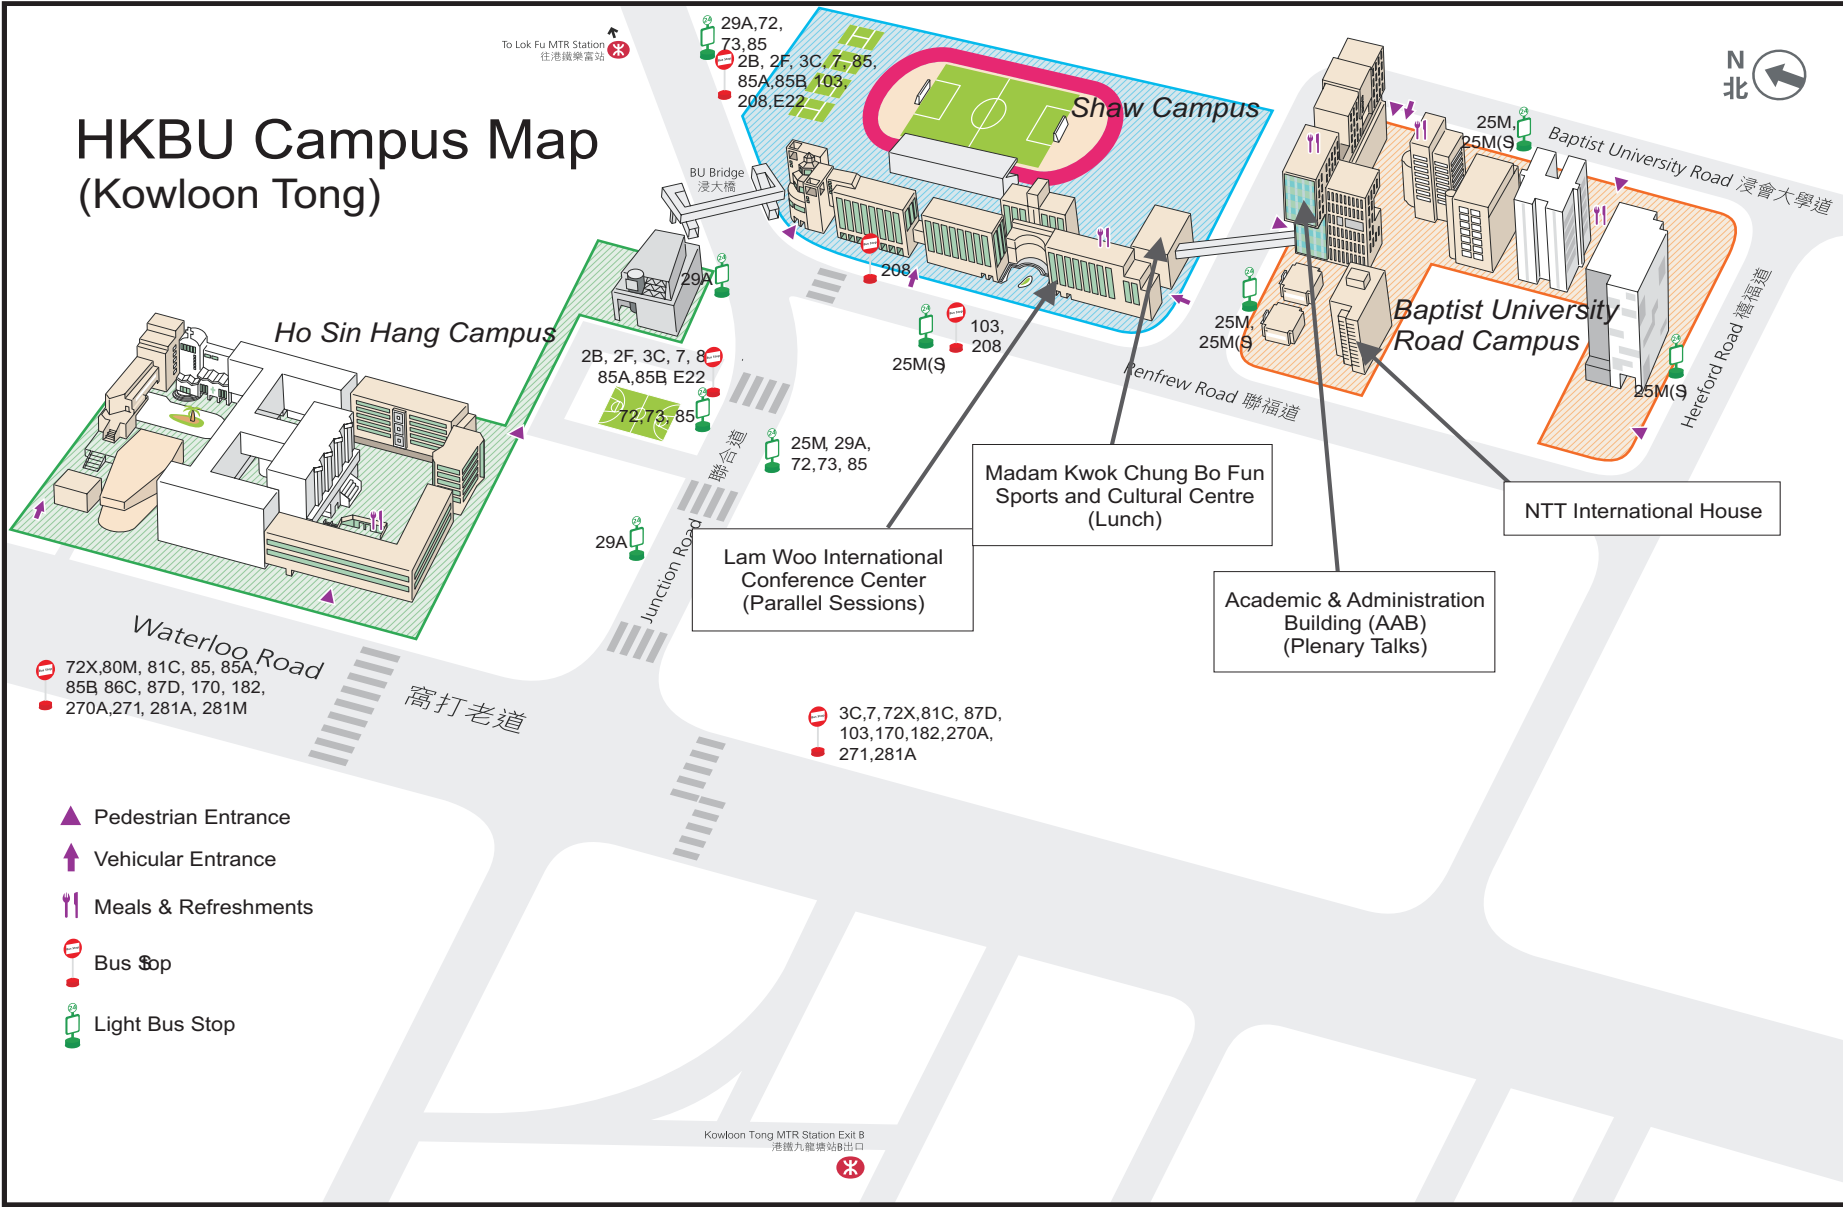 To Lok Fu MTR Station
往港鐵樂富站
29A,72,
73,85
2B, 2F, 3C, 7, 85,
85A,85B, 103,
208,E22
HKBU Campus Map
(Kowloon Tong)
Shaw Campus
N
北
25M,
25M(S)
Baptist University Road 浸會大學道
BU Bridge
浸大橋
208
29A
Ho Sin Hang Campus
103,
208
25M(S)
25M,
25M(S)
Baptist University
Road Campus
Hereford Road 禧福道
25M(S)
Renfrew Road 聯福道
2B, 2F, 3C, 7, 8
85A,85B, E22
72,73, 85
25M, 29A,
72,73, 85
29A
Junction Road 聯合道
Madam Kwok Chung Bo Fun
Sports and Cultural Centre
(Lunch)
NTT International House
Lam Woo International
Conference Center
(Parallel Sessions)
Academic & Administration
Building (AAB)
(Plenary Talks)
Waterloo Road
窩打老道
72X,80M, 81C, 85, 85A,
85B, 86C, 87D, 170, 182,
270A,271, 281A, 281M
3C,7,72X,81C, 87D,
103,170,182,270A,
271,281A
Pedestrian Entrance
Vehicular Entrance
Meals & Refreshments
Bus Stop
Light Bus Stop
Kowloon Tong MTR Station Exit B
港鐵九龍塘站B出口